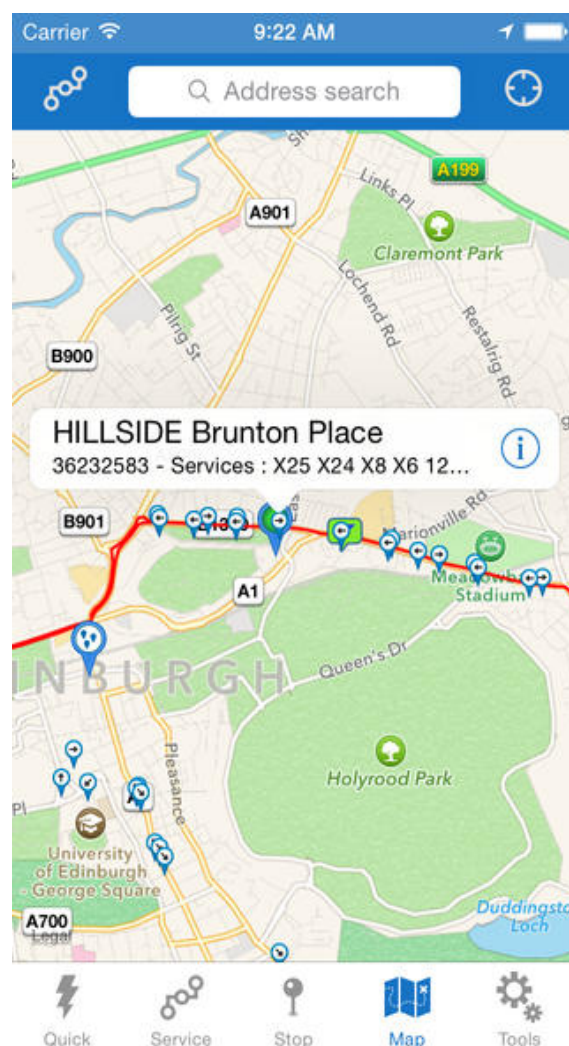 Carrier 9:22 AM
Address search
A199
Links Pl
A901
Claremont Park
Lochend Rd
Restalrig Rd
Pilrig St
B900
HILLSIDE Brunton Place
36232583 - Services : X25 X24 X8 X6 12...
B901
Marionville Rd
Stadium
A1
Queen's Dr
INBURGH
Pleasance
Holyrood Park
Pl
University
of Edinburgh
- George Square
A700
Legal
Duddingsto
Loch
Quick Service Stop Map Tools